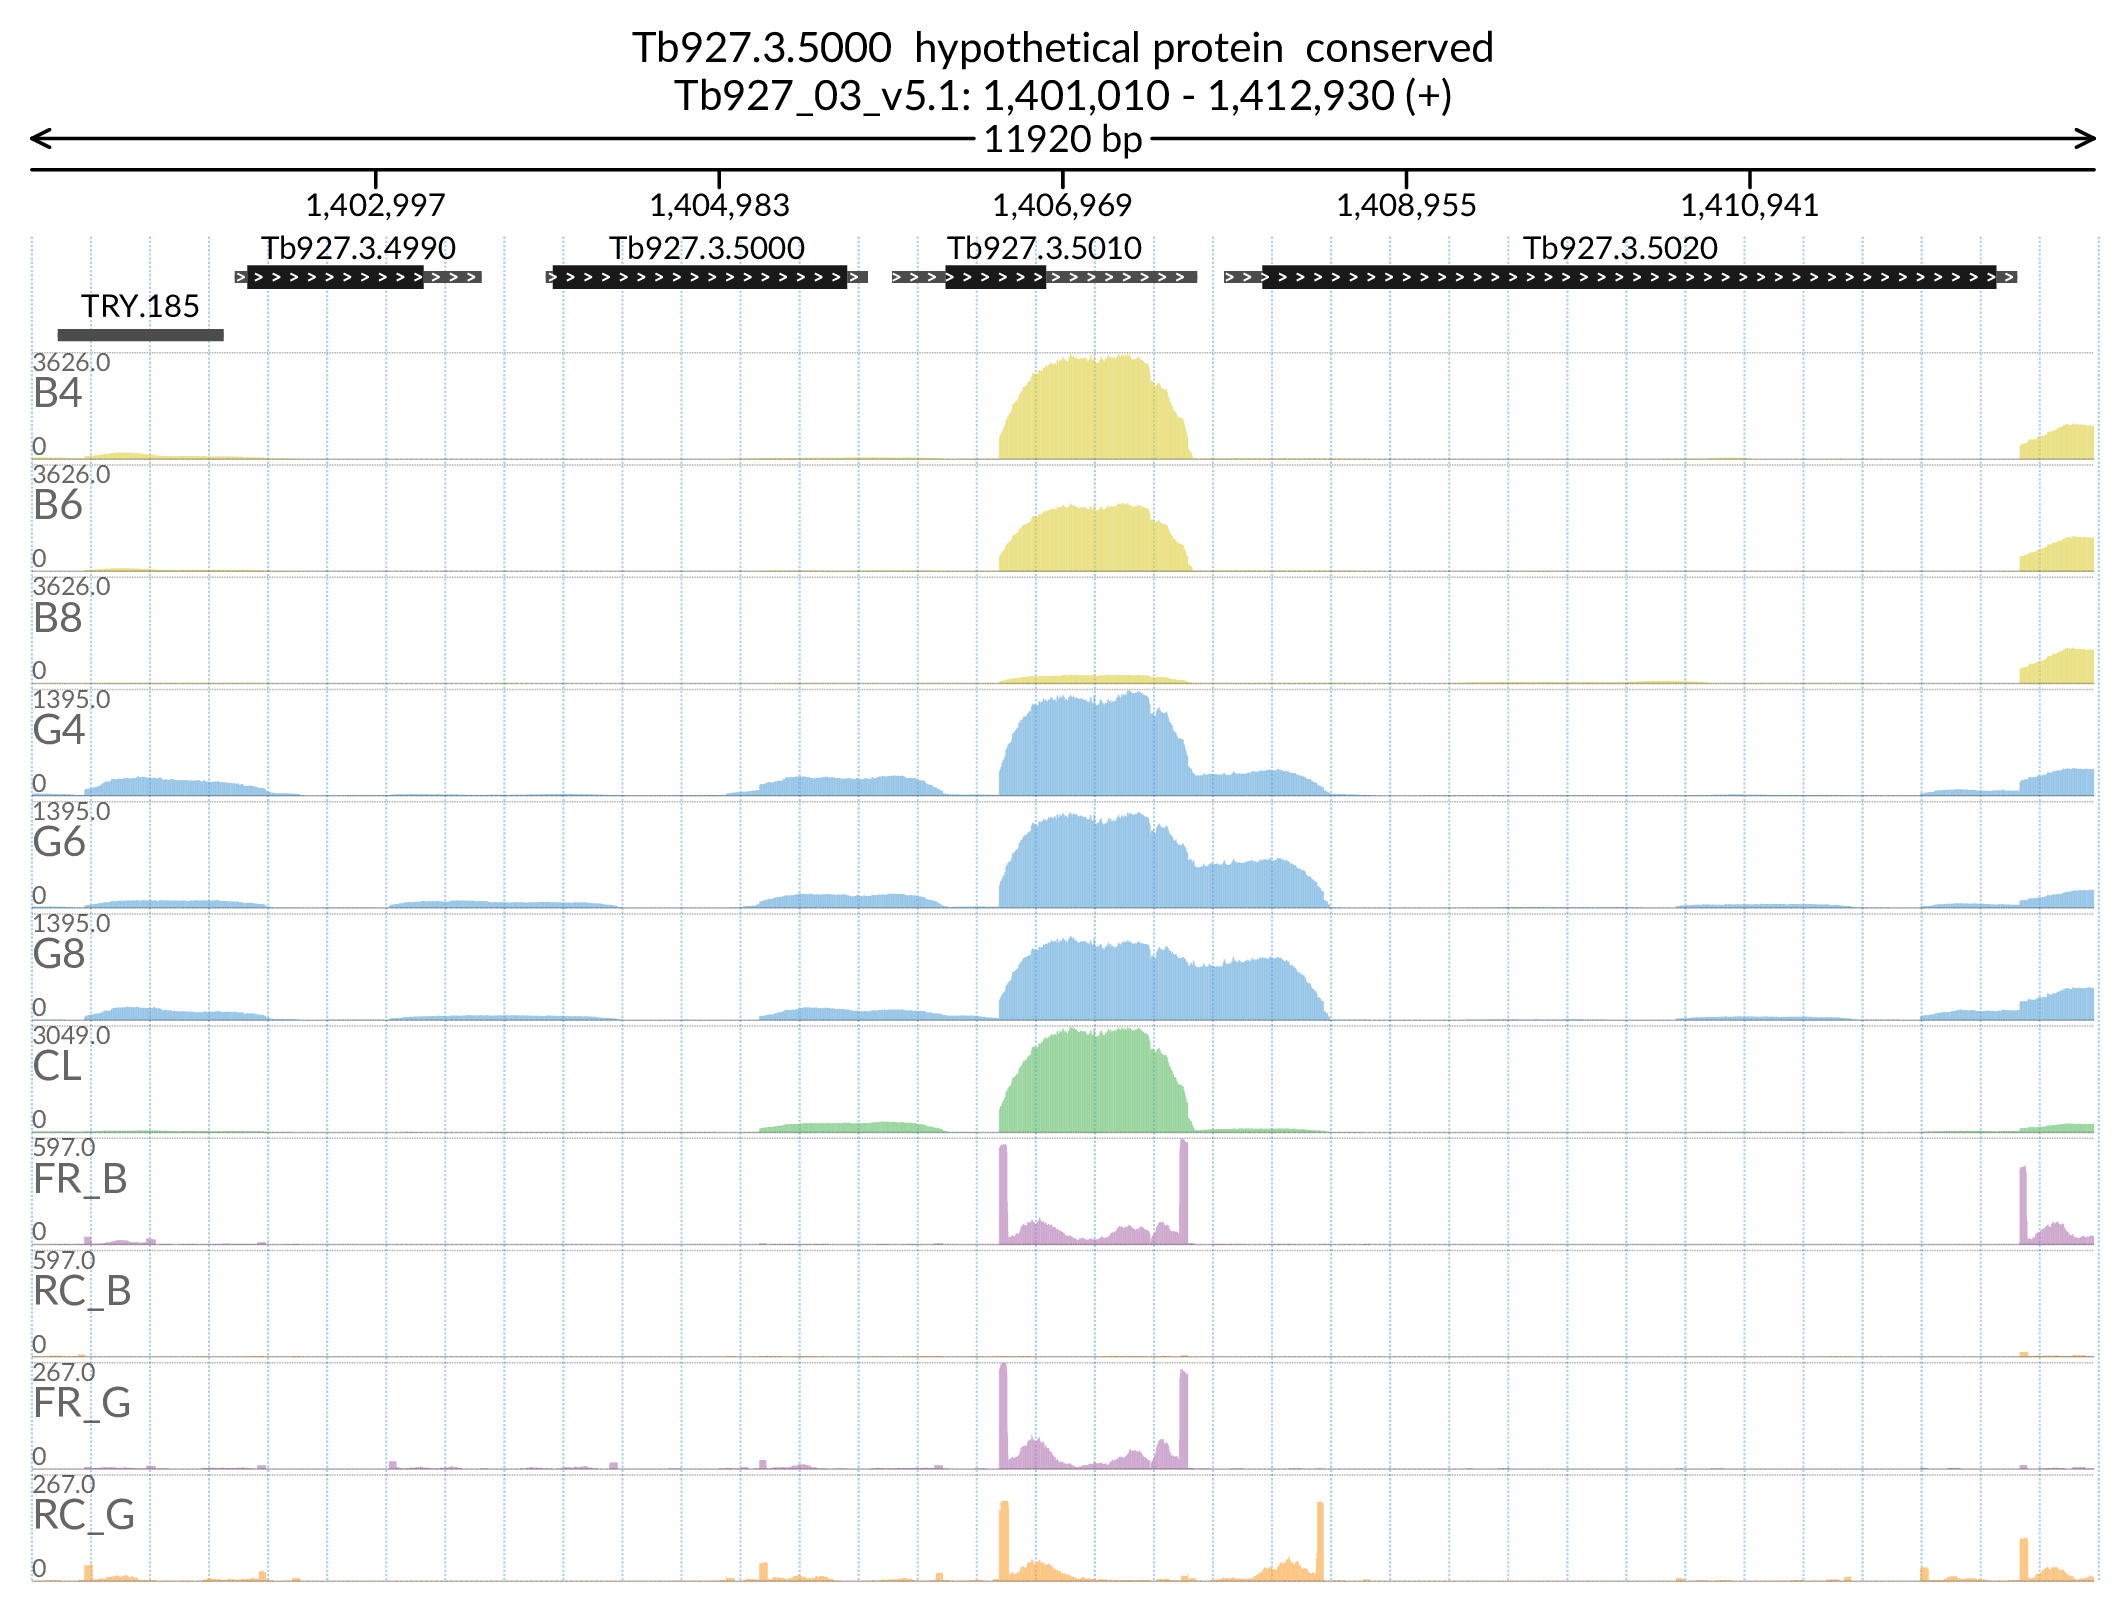 Tb927.3.5000  hypothetical protein  conserved
Tb927_03_v5.1: 1,401,010 - 1,412,930 (+)
11920 bp
1,402,997 1,404,983 1,406,969 1,408,955 1,410,941
Tb927.3.4990 Tb927.3.5000 Tb927.3.5010 Tb927.3.5020
TRY.185
3626.0
B4
0
3626.0
B6
0
3626.0
B8
0
1395.0
G4
0
1395.0
G6
0
1395.0
G8
0
3049.0
CL
0
597.0
FR_B
0
597.0
RC_B
0
267.0
FR_G
0
267.0
RC_G
0